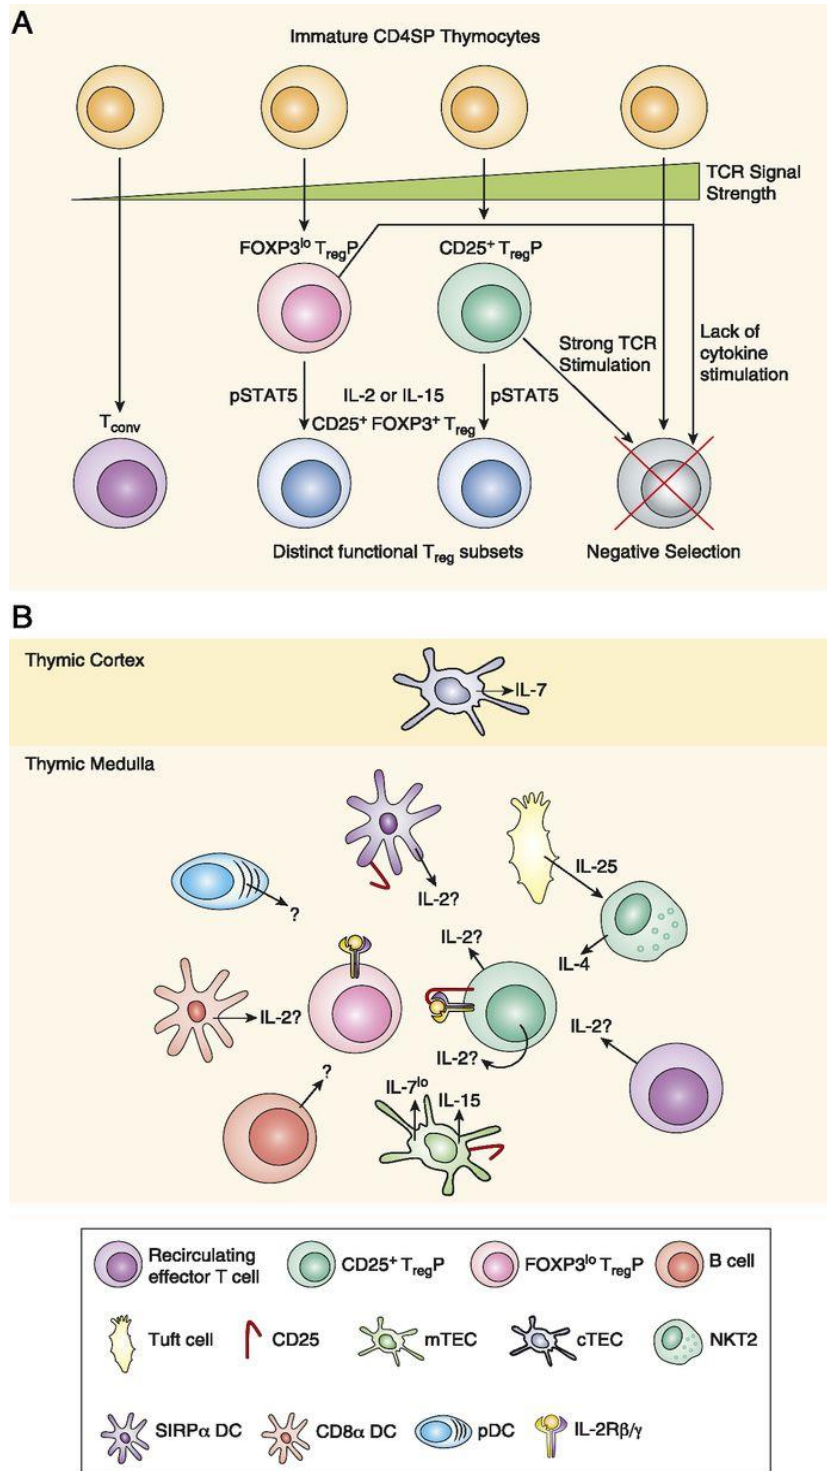 A
Immature CD4SP Thymocytes
TCR Signal
Strength
FOXP3lo TregP
CD25+ TregP
Strong TCR
Stimulation
Lack of
cytokine
stimulation
pSTAT5
IL-2 or IL-15
pSTAT5
CD25+ FOXP3+ Treg
Tconv
Distinct functional Treg subsets
Negative Selection
B
Thymic Cortex
IL-7
Thymic Medulla
IL-25
?
IL-2?
IL-2?
IL-4
IL-2?
IL-2?
IL-2?
?
IL-7lo
IL-15
Recirculating
effector T cell
CD25+ TregP
FOXP3lo TregP
B cell
Tuft cell
CD25
mTEC
cTEC
NKT2
SIRPα DC
CD8α DC
pDC
IL-2Rβ/γ